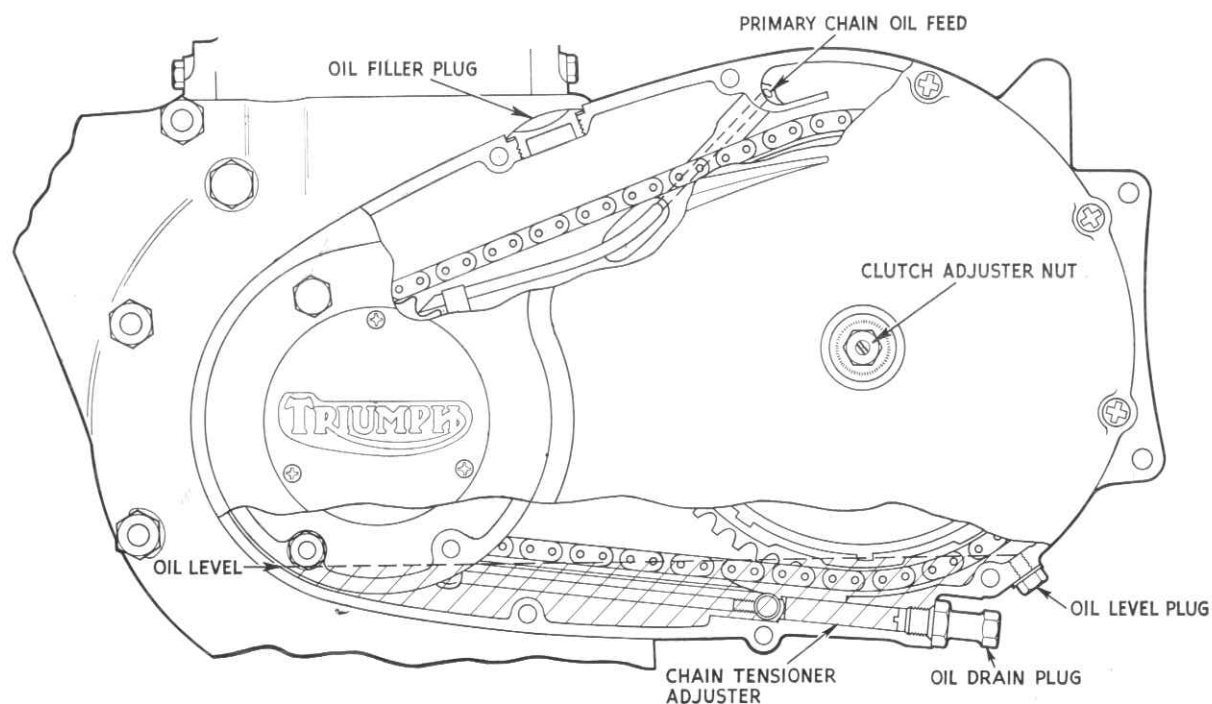 PRIMARY CHAIN OIL FEED
OIL FILLER PLUG
CLUTCH ADJUSTER NUT
TRIUMPH
OIL LEVEL
OIL LEVEL PLUG
CHAIN TENSIONER
ADJUSTER
OIL DRAIN PLUG